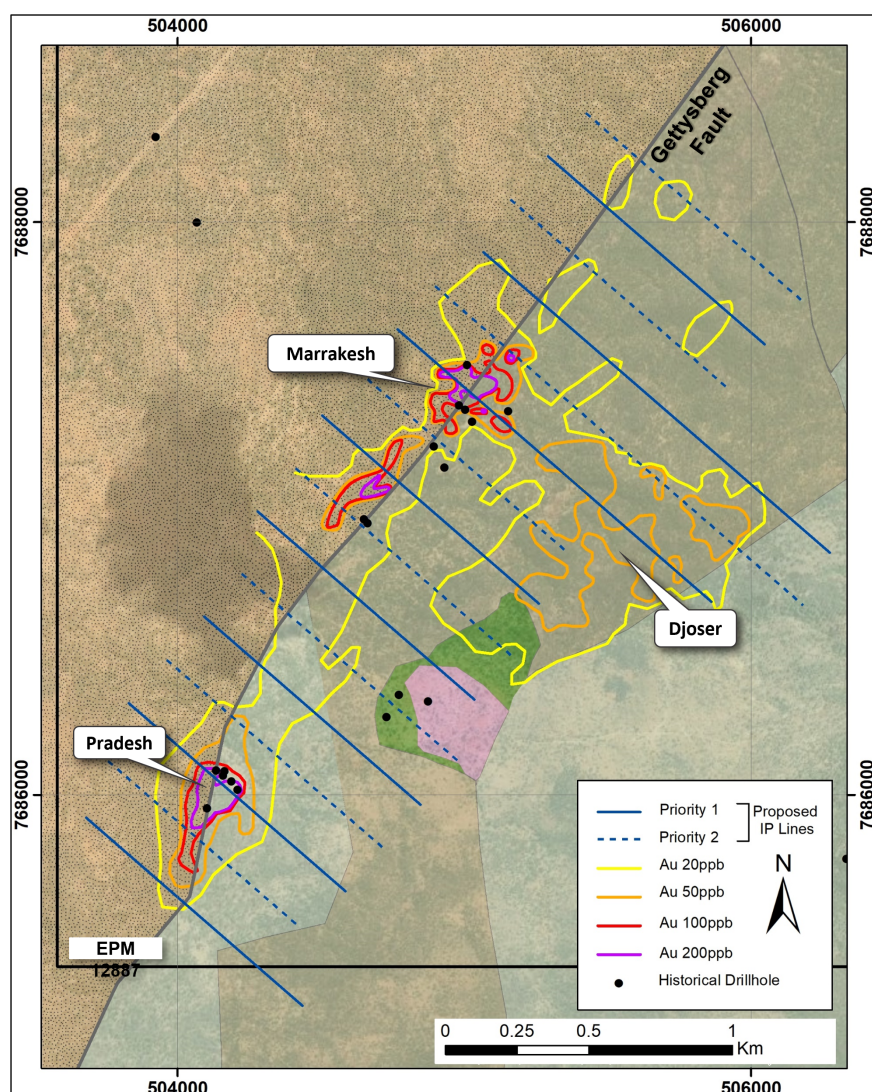 504000
506000
Gettysberg
Fault
7688000
7688000
Marrakesh
Djoser
Pradesh
7686000
7686000
Priority 1
Priority 2
Proposed
IP Lines
Au 20ppb
Au 50ppb
Au 100ppb
Au 200ppb
Historical Drillhole
N
EPM
12887
0
0.25
0.5
1
Km
504000
506000